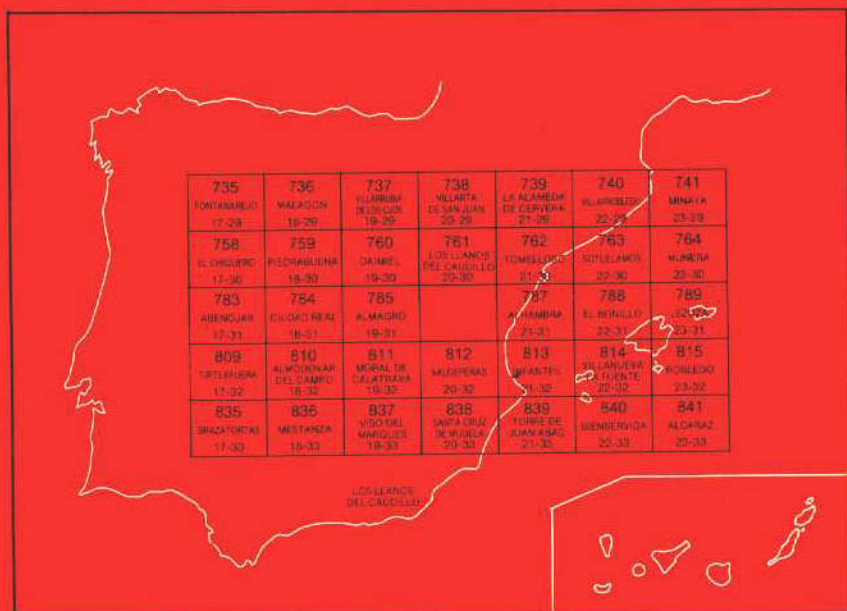 735 736 737 738 739 740 741
FONTANAREJO MALAGON VILLARRUBIA DE LOS OJOS VILLARTA DE SAN JUAN LA ALAMEDA DE CERVERA VILLARROBLEDO MINAYA
17-29 18-29 19-29 20-29 21-29 22-29 23-29
758 759 760 761 762 763 764
EL CHIQUERO PIEDRABUENA DAIMIEL LOS LLANOS DEL CAUDILLO TOMELLOSO SOTUELAMOS MUNERA
17-30 18-30 19-30 20-30 21-30 22-30 23-30
783 784 785 787 788 789
ABENOJAR CIUDAD REAL ALMAGRO ALHAMBRA EL BONILLO LEZUZA
17-31 18-31 19-31 21-31 22-31 23-31
809 810 811 812 813 814 815
TIRTEAFUERA ALMODOVAR DEL CAMPO MORAL DE CALATRAVA VALDEPEÑAS INFANTES VILLANUEVA LA FUENTE ROBLEDO
17-32 18-32 19-32 20-32 21-32 22-32 23-32
835 836 837 838 839 840 841
BRAZATORTAS MESTANZA VISO DEL MARQUES SANTA CRUZ DE MUDELA TORRE DE JUAN ABAD BIENSERVIDA ALCARAZ
17-33 18-33 19-33 20-33 21-33 22-33 23-33
LOS LLANOS
DEL CAUDILLO